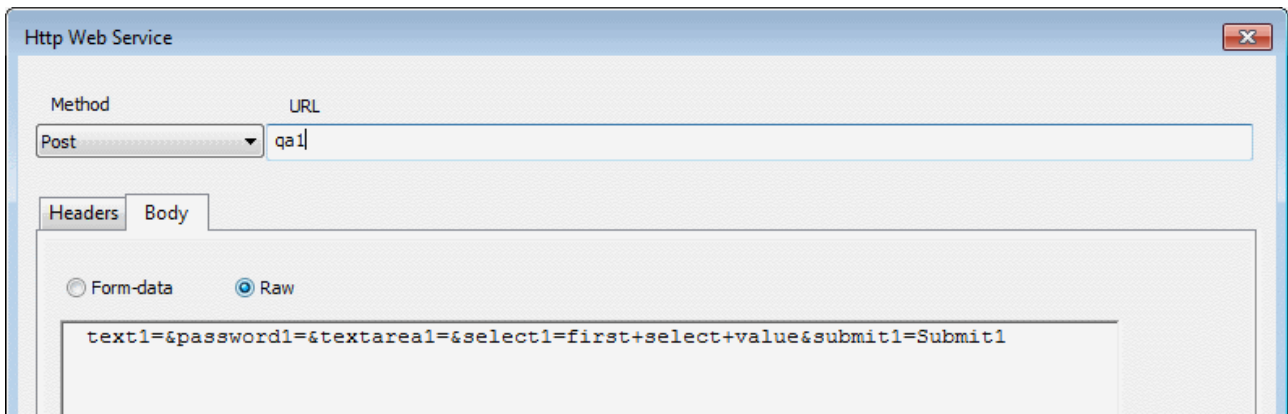 Http Web Service
Method URL
Post qa1
Headers Body
Form-data Raw
text1=&password1=&textarea1=&select1=first+select+value&submit1=Submit1